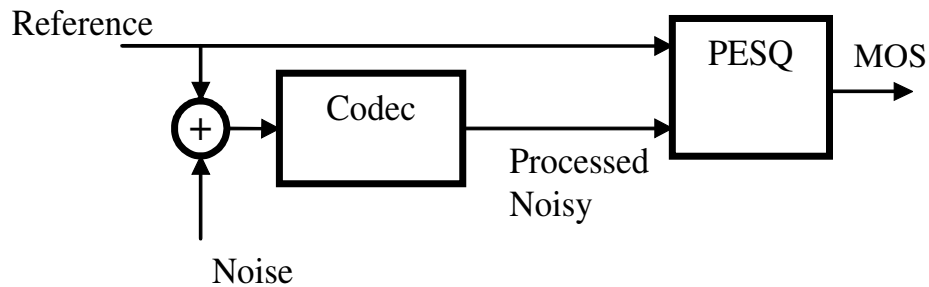 Reference
PESQ
MOS
Codec
+
Processed
Noisy
Noise